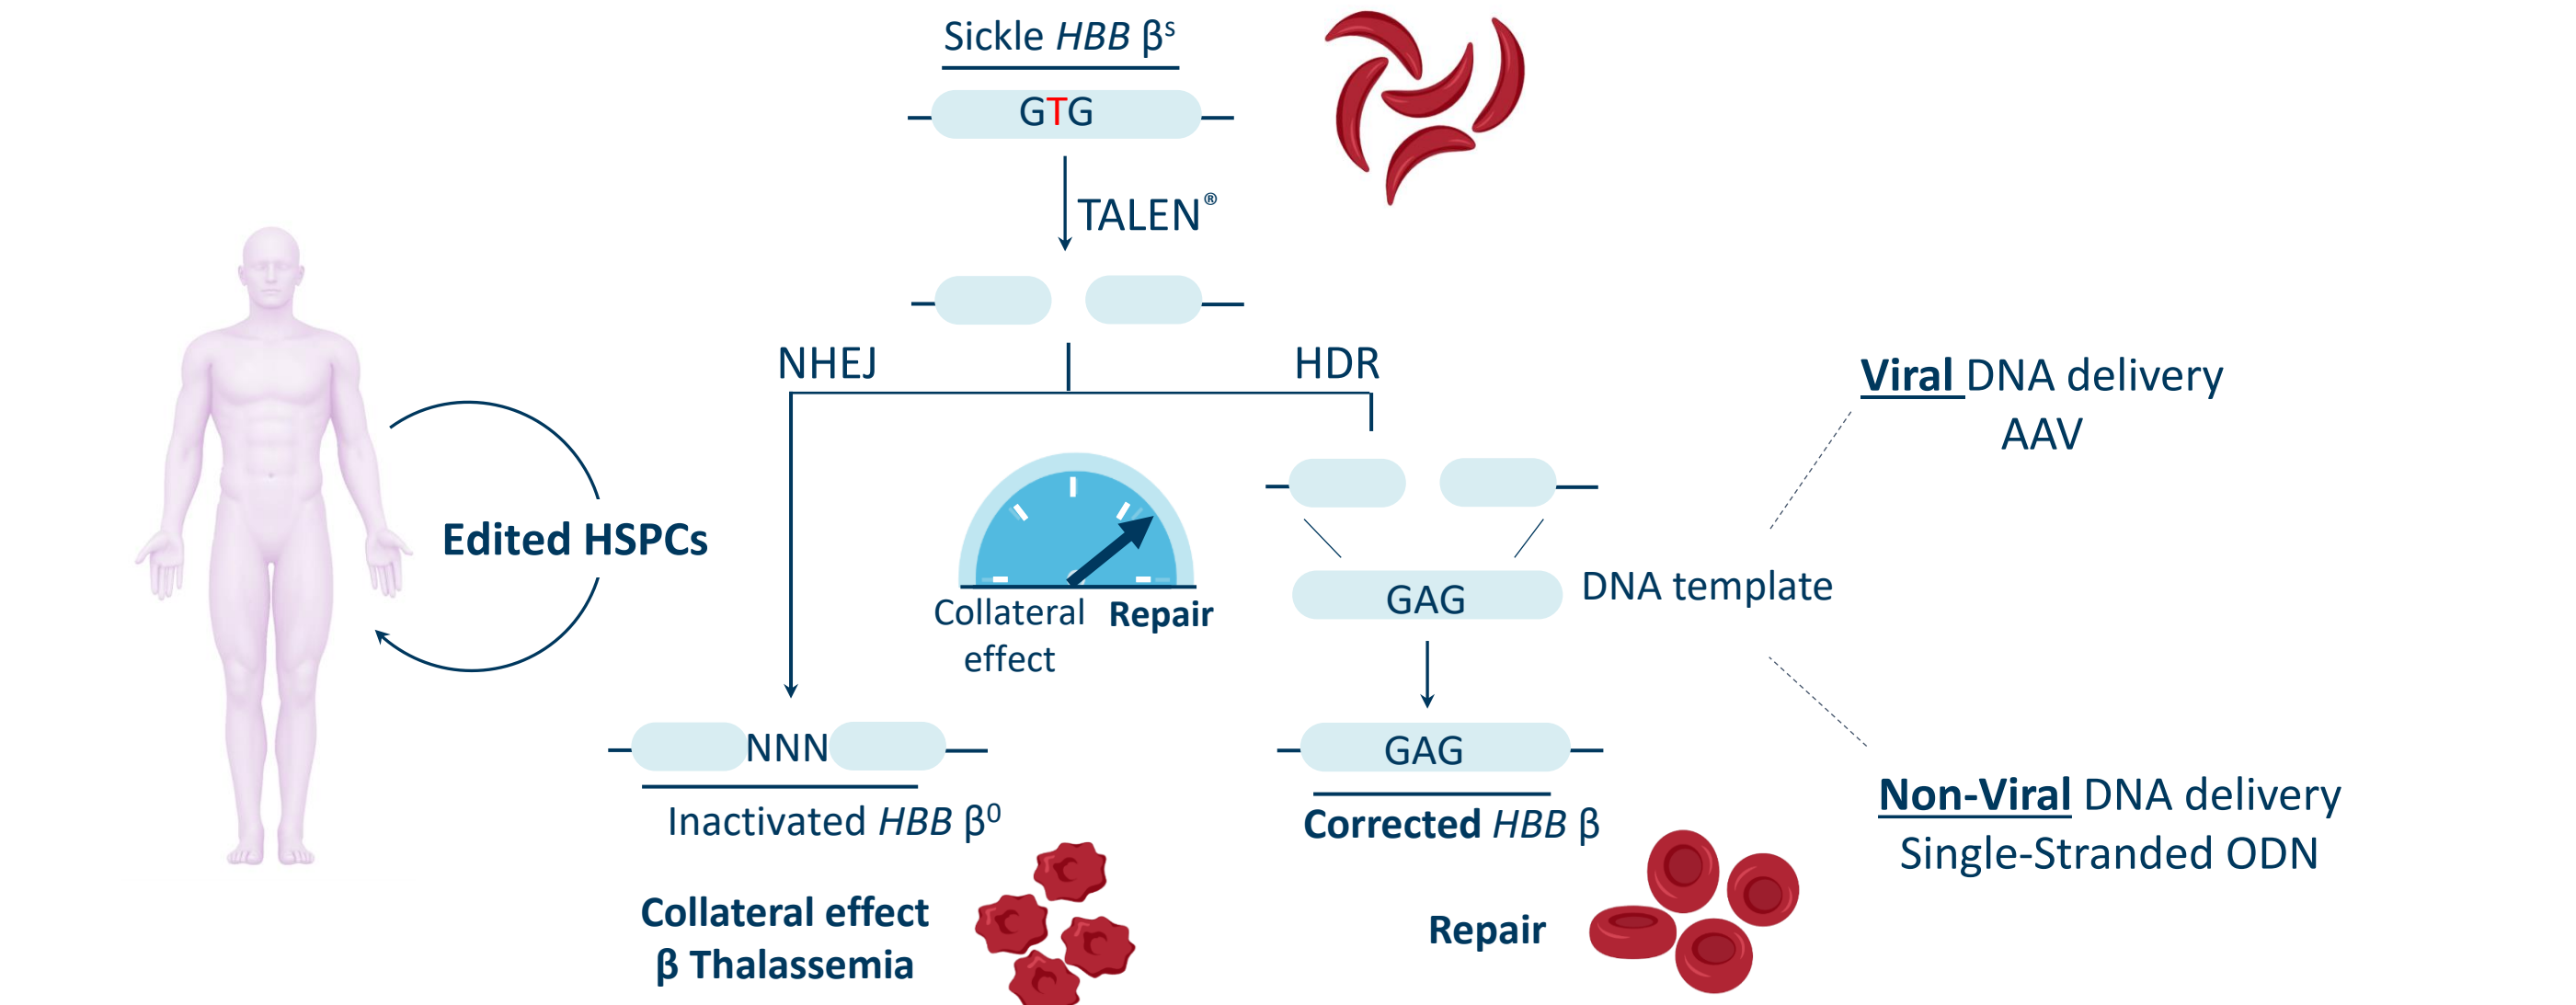 Sickle HBB βˢ
GTG
TALEN®
NHEJ
HDR
Viral DNA delivery
AAV
Edited HSPCs
Collateral
effect
Repair
GAG
DNA template
NNN
Inactivated HBB β⁰
Collateral effect
β Thalassemia
GAG
Corrected HBB β
Repair
Non-Viral DNA delivery
Single-Stranded ODN